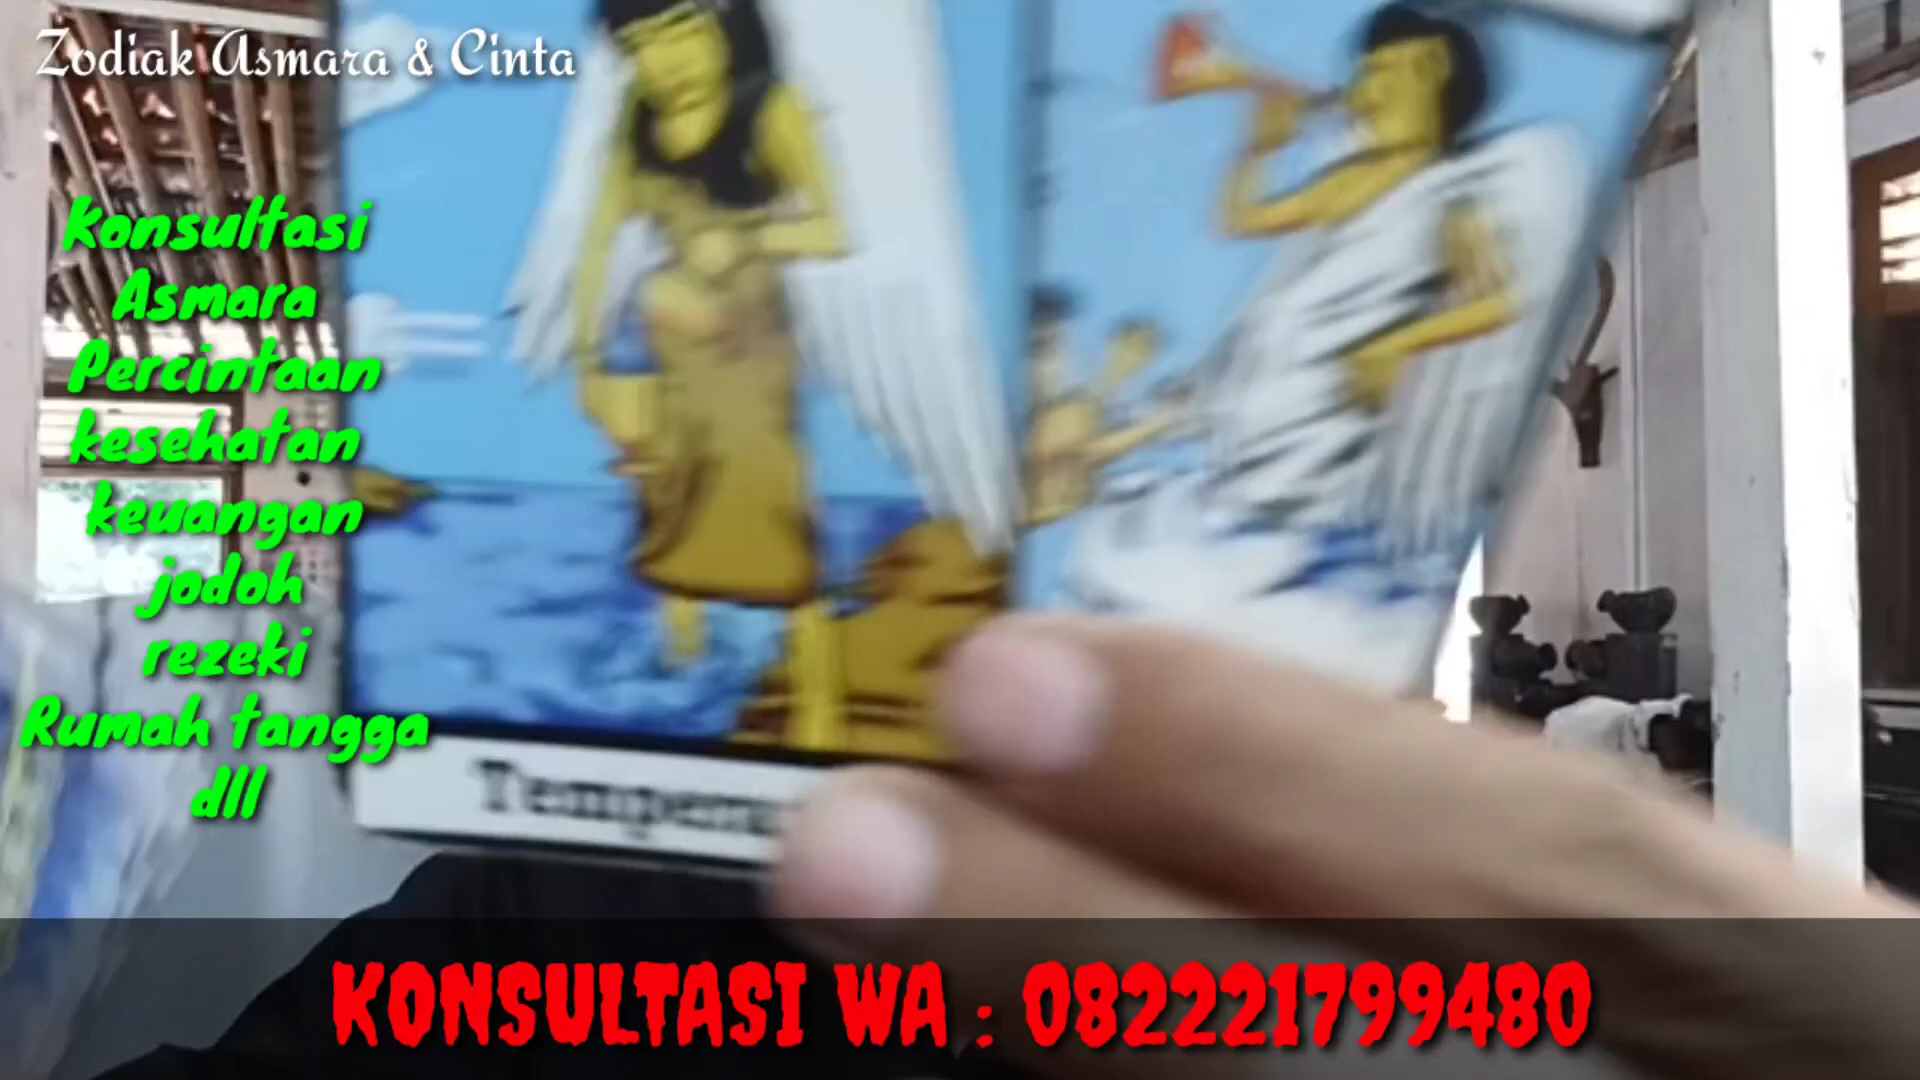 Zodiak Asmara & Cinta
Konsultasi
Asmara
Percintaan
kesehatan
keuangan
jodoh
rezeki
Rumah tangga
dll
KONSULTASI WA : 082221799480